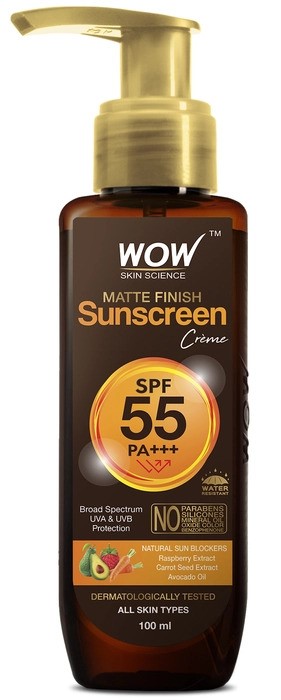 WOW™
SKIN SCIENCE
MATTE FINISH
Sunscreen
Crème
SPF
55
PA+++
WATER
RESISTANT
Broad Spectrum
UVA & UVB
Protection
NO PARABENS
SILICONES
MINERAL OIL
OXIDE COLOR
BENZOPHENONE
NATURAL SUN BLOCKERS
Raspberry Extract
Carrot Seed Extract
Avocado Oil
DERMATOLOGICALLY TESTED
ALL SKIN TYPES
100 ml